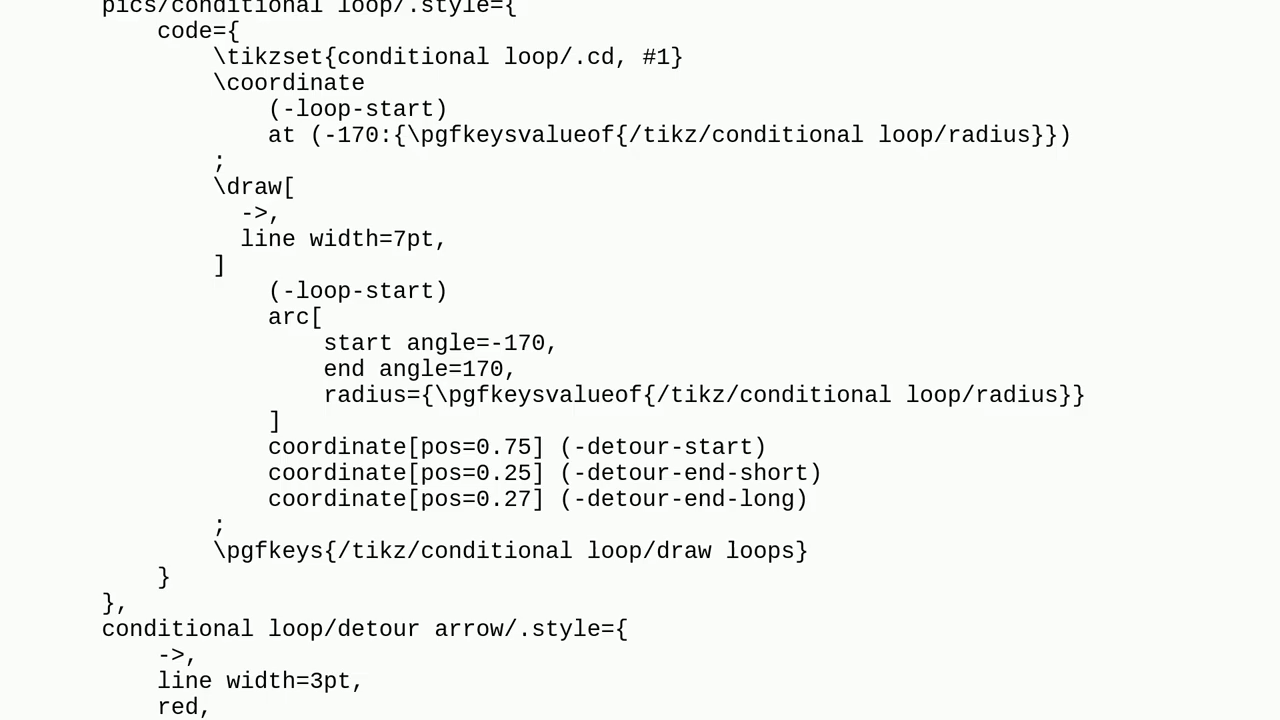 pics/conditional loop/.style={
code={
\tikzset{conditional loop/.cd, #1}
\coordinate
(-loop-start)
at (-170:{\pgfkeysvalueof{/tikz/conditional loop/radius}})
;
\draw[
->,
line width=7pt,
]
(-loop-start)
arc[
start angle=-170,
end angle=170,
radius={\pgfkeysvalueof{/tikz/conditional loop/radius}}
]
coordinate[pos=0.75] (-detour-start)
coordinate[pos=0.25] (-detour-end-short)
coordinate[pos=0.27] (-detour-end-long)
;
\pgfkeys{/tikz/conditional loop/draw loops}
}
},
conditional loop/detour arrow/.style={
->,
line width=3pt,
red,